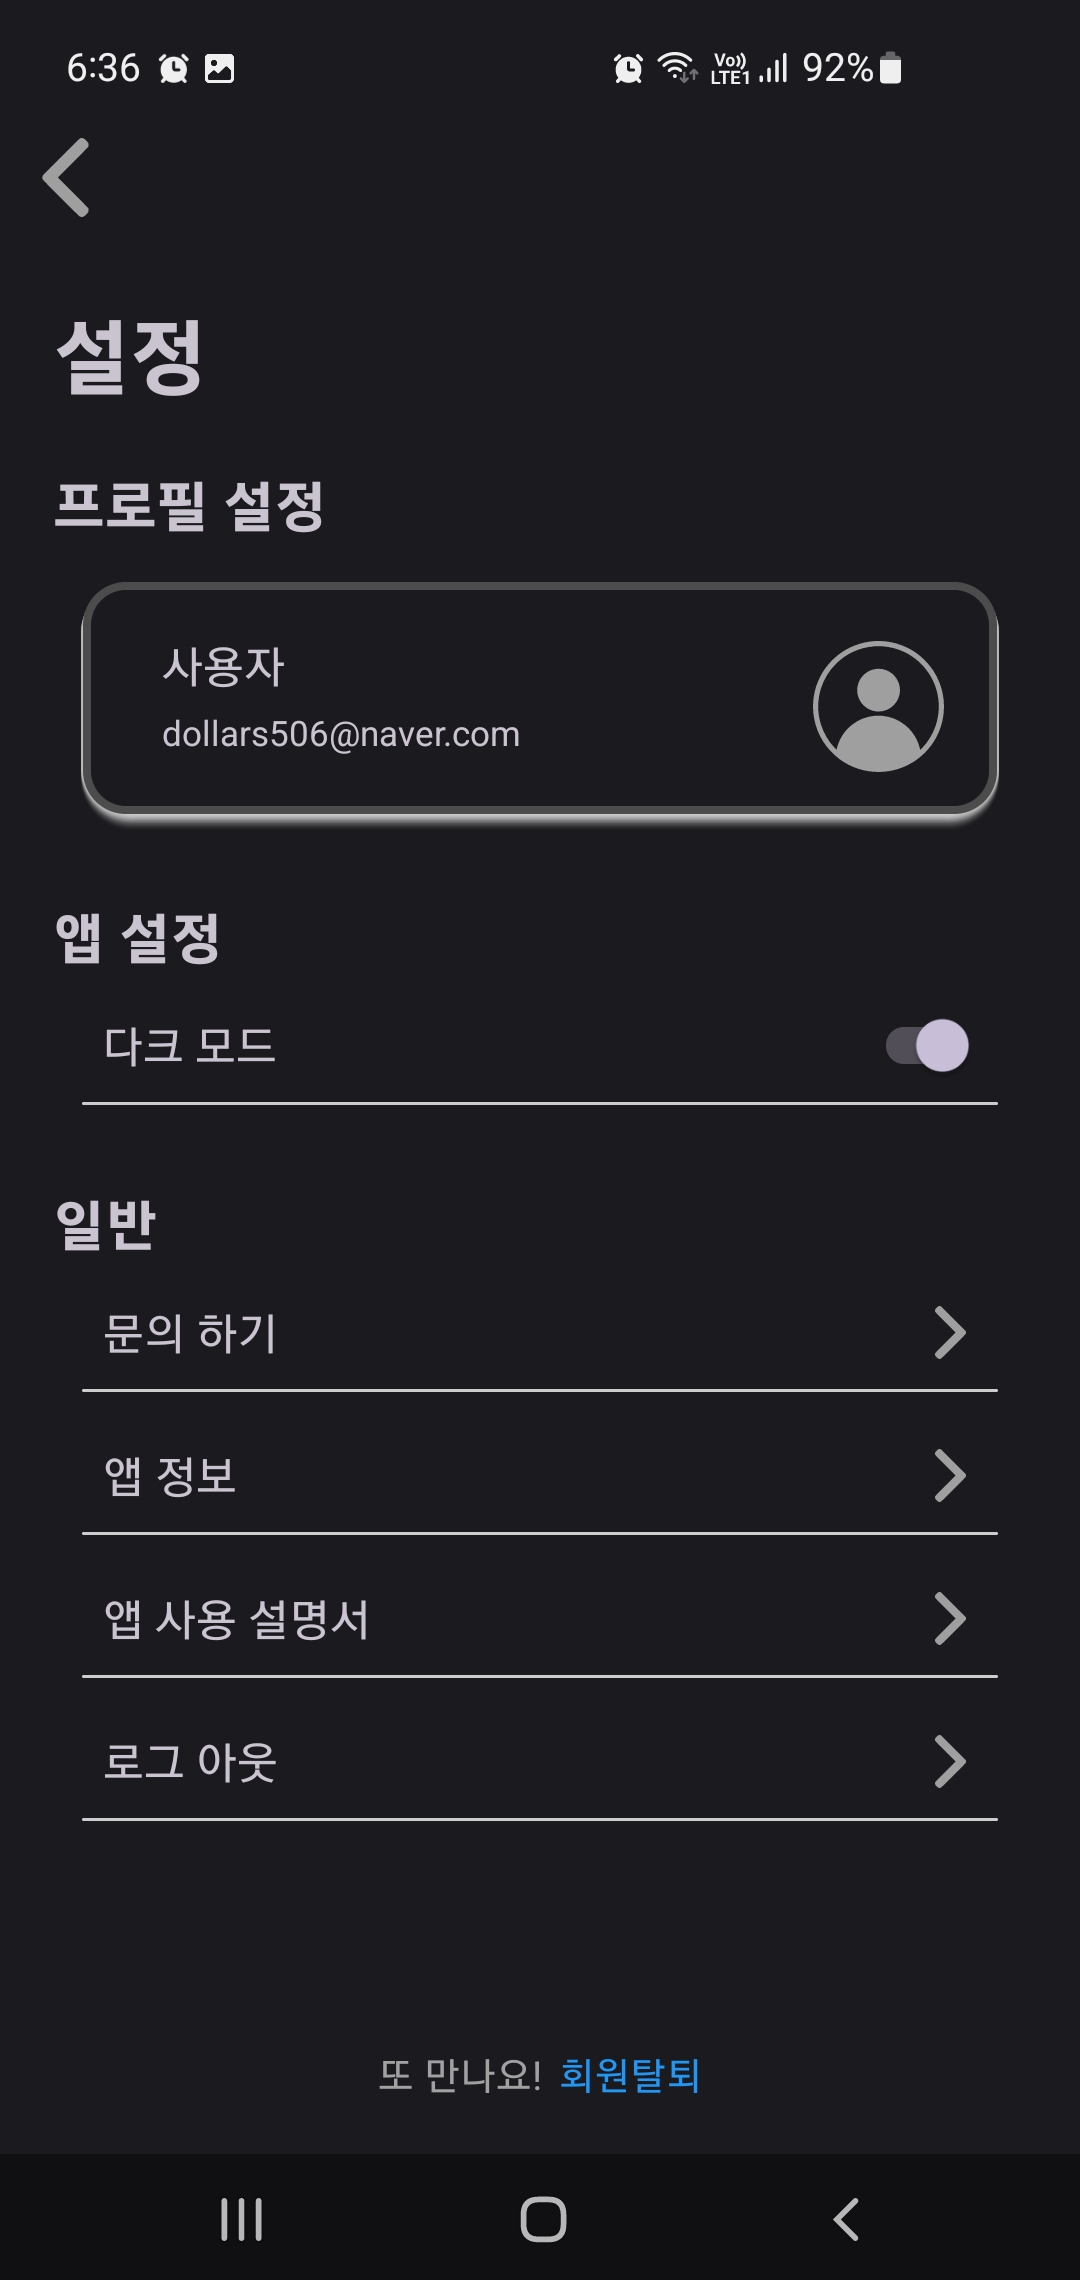 6:36
Vo)) LTE1 92%
설정
프로필 설정
사용자
dollars506@naver.com
앱 설정
다크 모드
일반
문의 하기
앱 정보
앱 사용 설명서
로그 아웃
또 만나요! 회원탈퇴